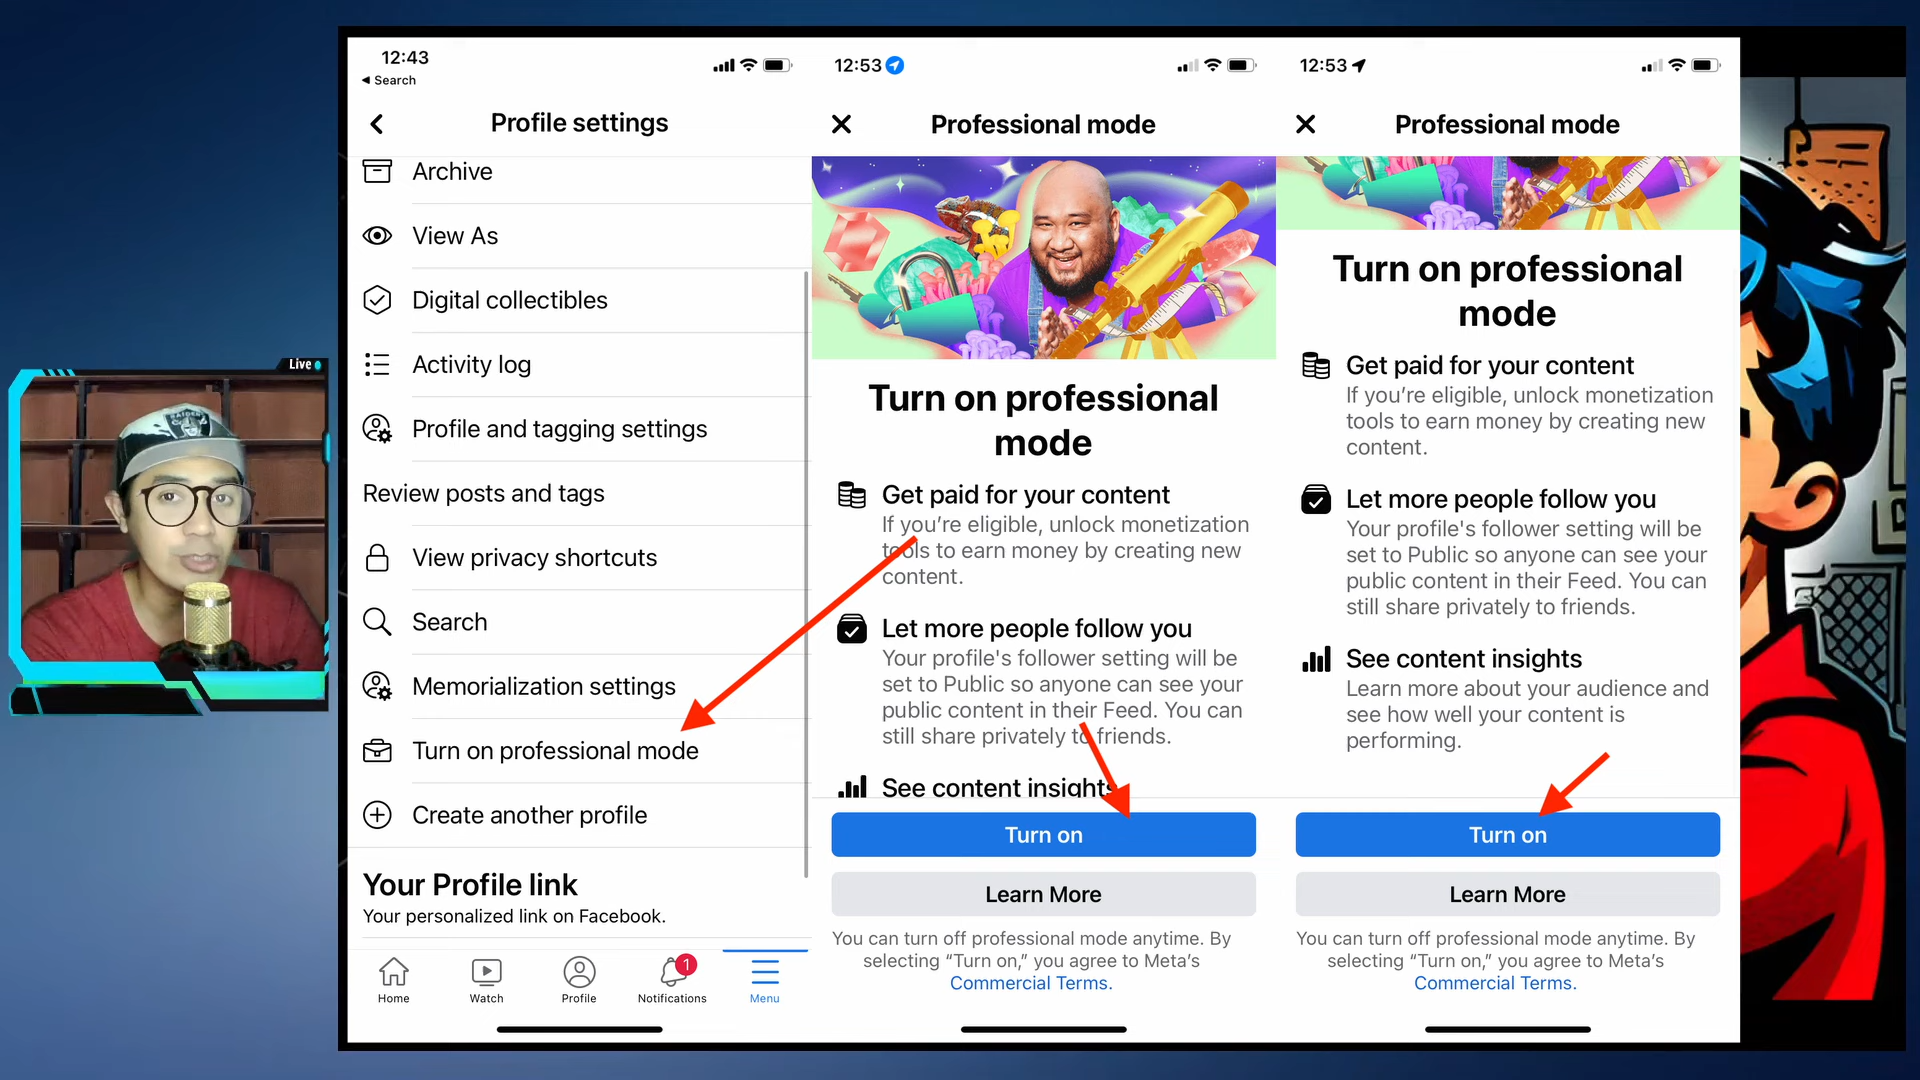 Live
RAIDERS
12:43
Search
Profile settings
Archive
View As
Digital collectibles
Activity log
Profile and tagging settings
Review posts and tags
View privacy shortcuts
Search
Memorialization settings
Turn on professional mode
Create another profile
Your Profile link
Your personalized link on Facebook.
Home
Watch
Profile
Notifications
1
Menu
12:53
Professional mode
Turn on professional
mode
Get paid for your content
If you're eligible, unlock monetization
tools to earn money by creating new
content.
Let more people follow you
Your profile's follower setting will be
set to Public so anyone can see your
public content in their Feed. You can
still share privately to friends.
See content insights
Turn on
Learn More
You can turn off professional mode anytime. By
selecting “Turn on,” you agree to Meta's
Commercial Terms.
12:53
Professional mode
Turn on professional
mode
Get paid for your content
If you're eligible, unlock monetization
tools to earn money by creating new
content.
Let more people follow you
Your profile's follower setting will be
set to Public so anyone can see your
public content in their Feed. You can
still share privately to friends.
See content insights
Learn more about your audience and
see how well your content is
performing.
Turn on
Learn More
You can turn off professional mode anytime. By
selecting “Turn on,” you agree to Meta's
Commercial Terms.